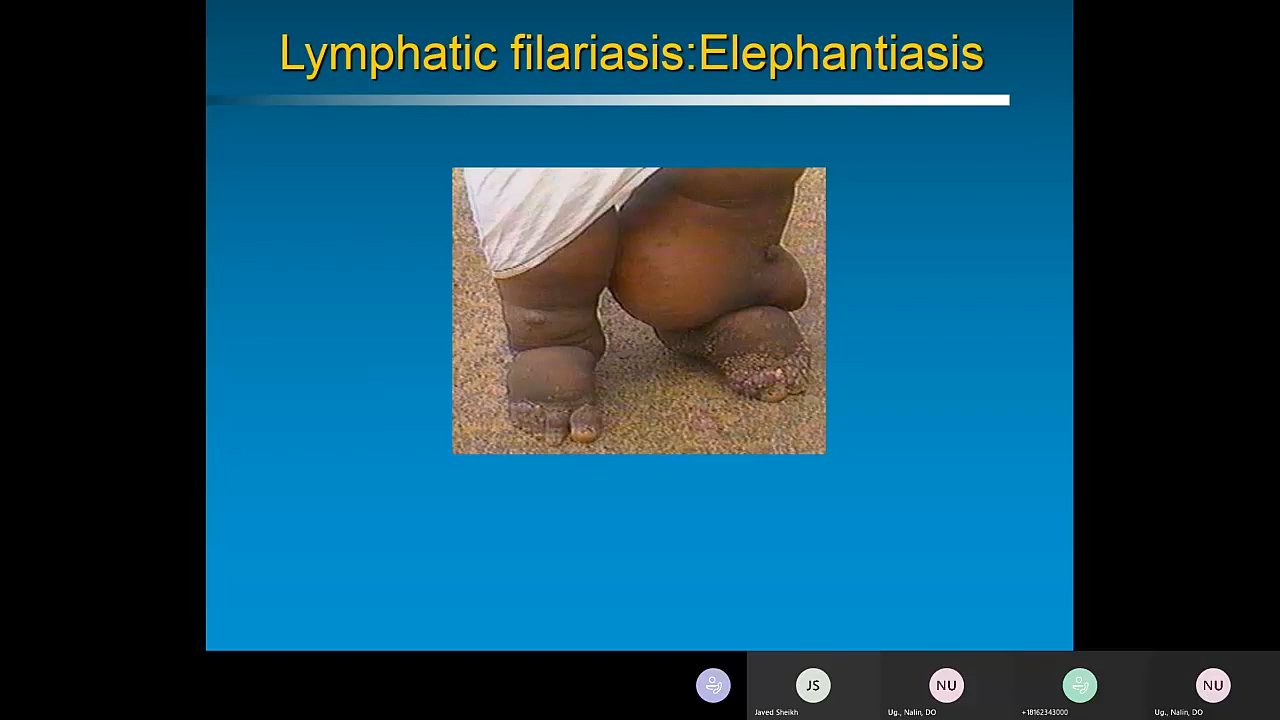 Lymphatic filariasis:Elephantiasis
JS
NU
NU
Javed Sheikh
Ug., Nalin, DO
+18162343000
Ug., Nalin, DO